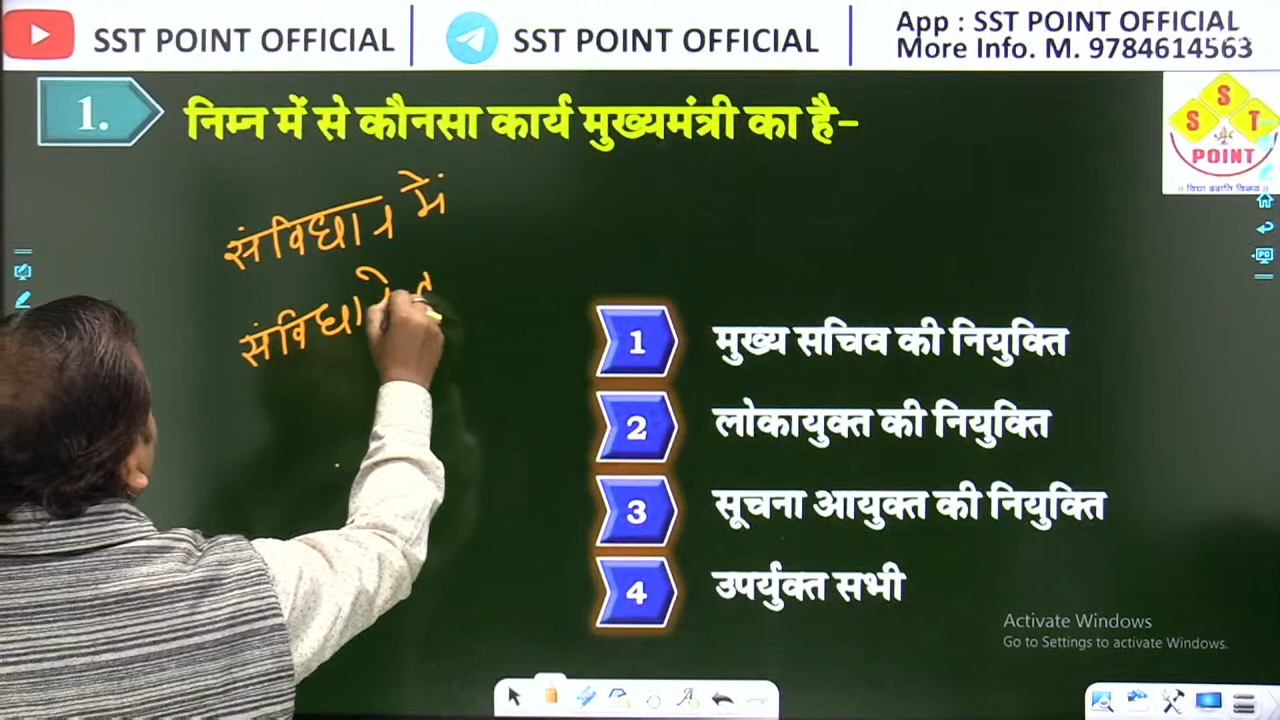 SST POINT OFFICIAL
SST POINT OFFICIAL
App : SST POINT OFFICIAL
More Info. M. 9784614563
1.
निम्न में से कौनसा कार्य मुख्यमंत्री का है-
S
S T
POINT
संविधान में
1 मुख्य सचिव की नियुक्ति
2 लोकायुक्त की नियुक्ति
3 सूचना आयुक्त की नियुक्ति
4 उपर्युक्त सभी
Activate Windows
Go to Settings to activate Windows.